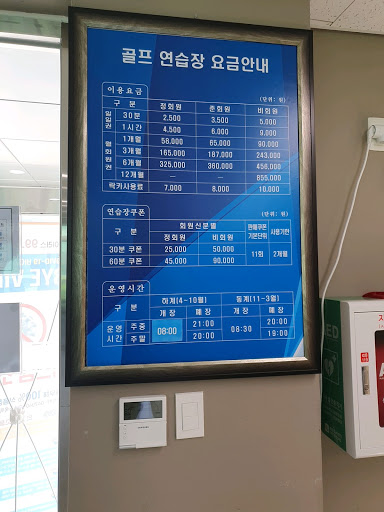 골프 연습장 요금안내
이용요금 (단위 : 원)
구 분 정회원 준회원 비회원
일일권 30분 2,500 3,500 5,000
1시간 4,500 6,000 9,000
월회원권 1개월 58,000 65,000 90,000
3개월 165,000 187,000 243,000
6개월 325,000 360,000 456,000
12개월 - - 855,000
락카사용료 7,000 8,000 10,000
연습장쿠폰 (단위 : 원)
구 분 회원신분별 판매쿠폰 기본단위 사용기한
정회원 비회원
30분 쿠폰 25,000 50,000 11회 2개월
60분 쿠폰 45,000 90,000
운영시간
구 분 하계(4-10월) 동계(11-3월)
개 장 폐 장 개 장 폐 장
운영시간 주중 08:00 21:00 08:30 20:00
주말 20:00 19:00
AED